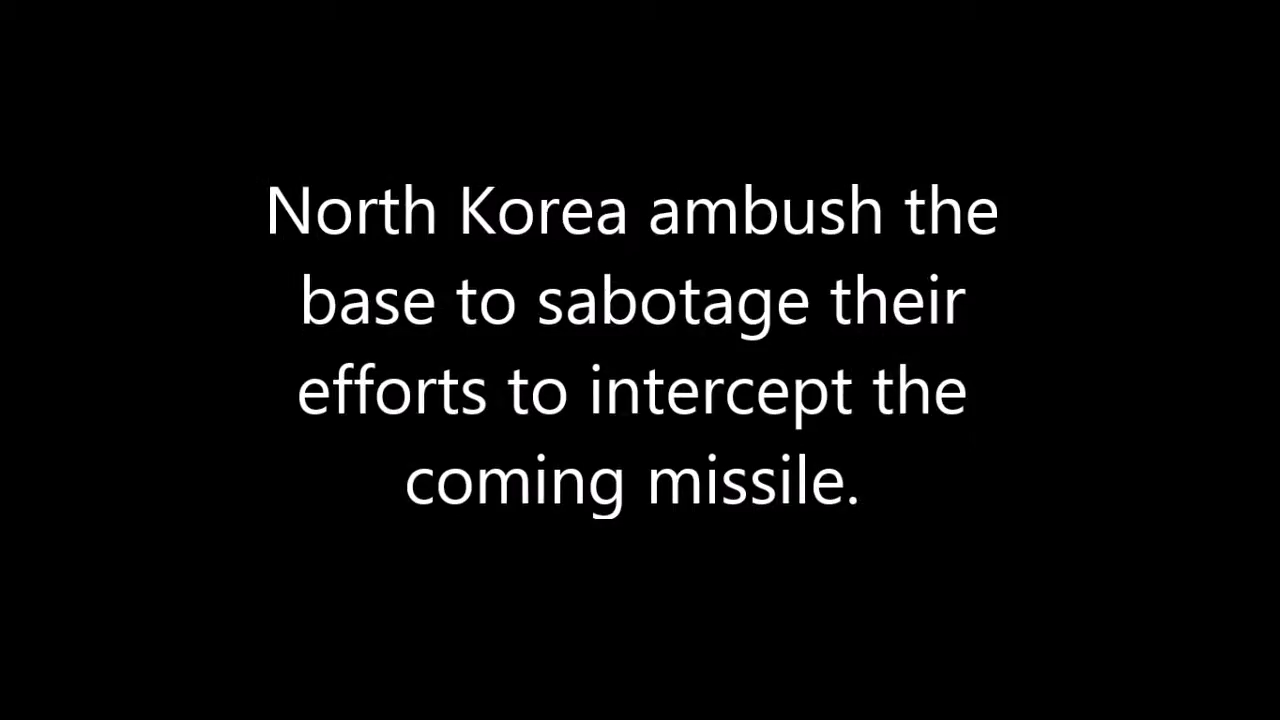 North Korea ambush the
base to sabotage their
efforts to intercept the
coming missile.